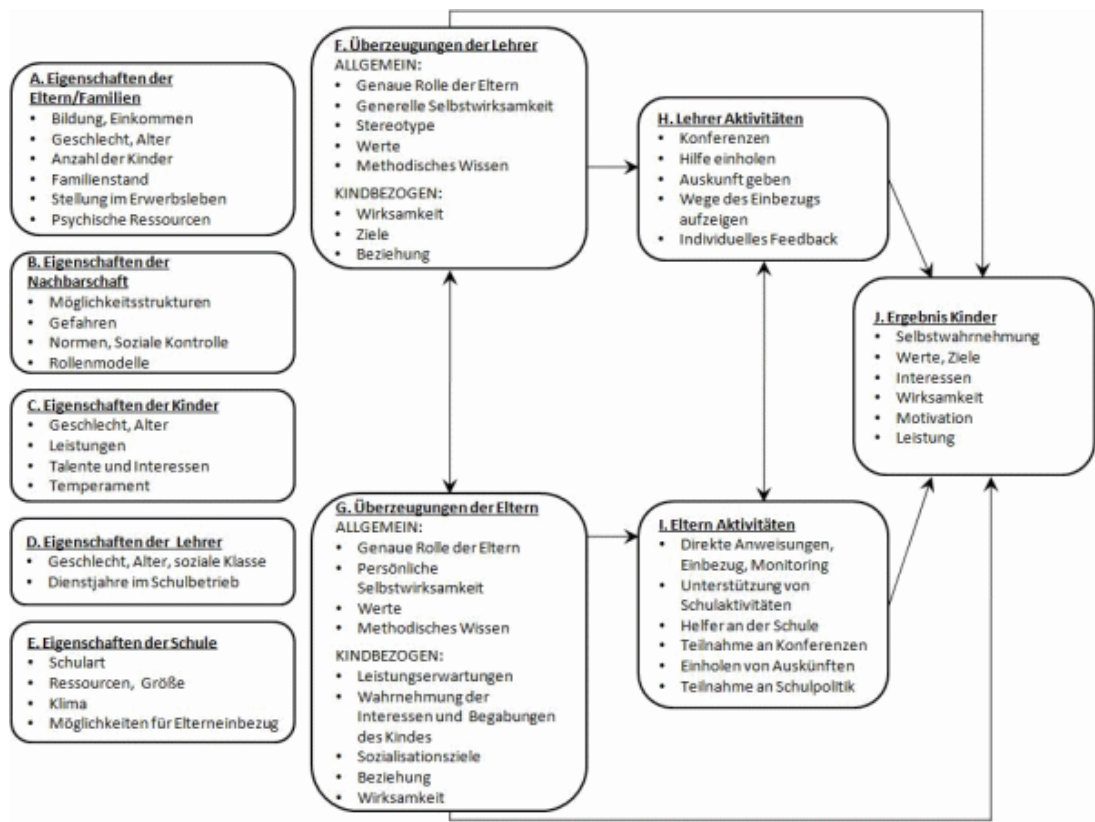 A. Eigenschaften der
Eltern/Familien
• Bildung, Einkommen
• Geschlecht, Alter
• Anzahl der Kinder
• Familienstand
• Stellung im Erwerbsleben
• Psychische Ressourcen
B. Eigenschaften der
Nachbarschaft
• Möglichkeitsstrukturen
• Gefahren
• Normen, Soziale Kontrolle
• Rollenmodelle
C. Eigenschaften der Kinder
• Geschlecht, Alter
• Leistungen
• Talente und Interessen
• Temperament
D. Eigenschaften der Lehrer
• Geschlecht, Alter, soziale Klasse
• Dienstjahre im Schulbetrieb
E. Eigenschaften der Schule
• Schulart
• Ressourcen, Größe
• Klima
• Möglichkeiten für Elterneinbezug
F. Überzeugungen der Lehrer
ALLGEMEIN:
• Genaue Rolle der Eltern
• Generelle Selbstwirksamkeit
• Stereotype
• Werte
• Methodisches Wissen
KINDBEZOGEN:
• Wirksamkeit
• Ziele
• Beziehung
G. Überzeugungen der Eltern
ALLGEMEIN:
• Genaue Rolle der Eltern
• Persönliche
Selbstwirksamkeit
• Werte
• Methodisches Wissen
KINDBEZOGEN:
• Leistungserwartungen
• Wahrnehmung der
Interessen und Begabungen
des Kindes
• Sozialisationsziele
• Beziehung
• Wirksamkeit
H. Lehrer Aktivitäten
• Konferenzen
• Hilfe einholen
• Auskunft geben
• Wege des Einbezugs
aufzeigen
• Individuelles Feedback
I. Eltern Aktivitäten
• Direkte Anweisungen,
Einbezug, Monitoring
• Unterstützung von
Schulaktivitäten
• Helfer an der Schule
• Teilnahme an Konferenzen
• Einholen von Auskünften
• Teilnahme an Schulpolitik
J. Ergebnis Kinder
• Selbstwahrnehmung
• Werte, Ziele
• Interessen
• Wirksamkeit
• Motivation
• Leistung